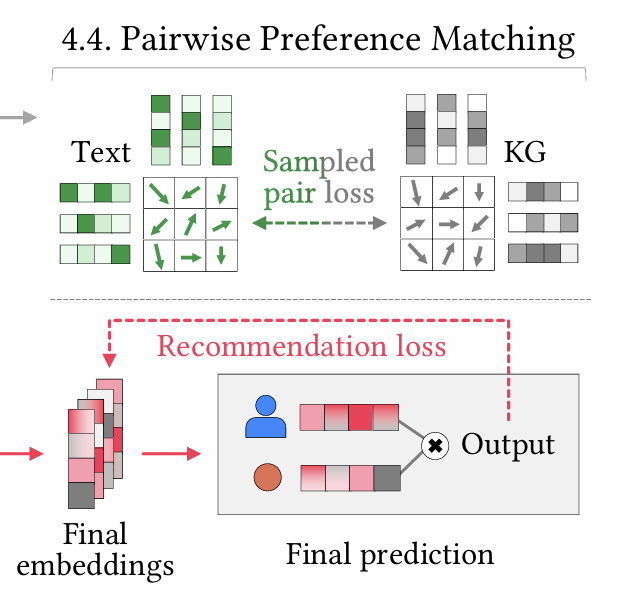 4.4. Pairwise Preference Matching
Text
Sampled
pair loss
KG
Recommendation loss
Output
Final
embeddings
Final prediction